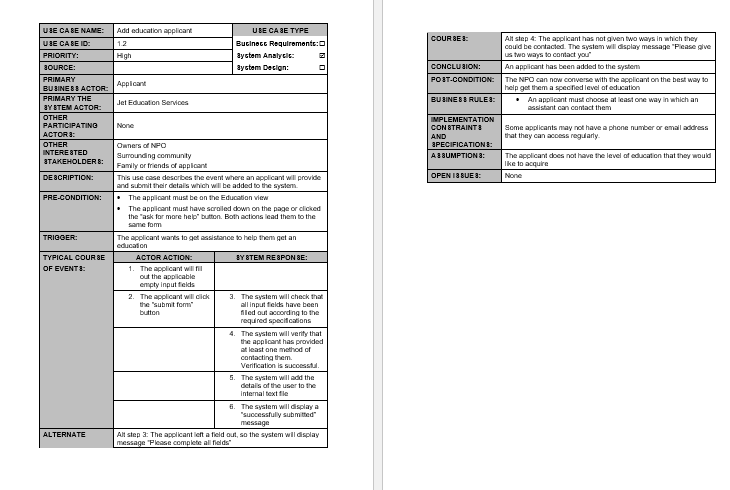 USE CASE NAME: Add education applicant USE CASE TYPE
USE CASE ID: 1.2 Business Requirements: ☐
PRIORITY: High System Analysis: ☑
SOURCE: System Design: ☐
PRIMARY
BUSINESS ACTOR: Applicant
PRIMARY THE
SYSTEM ACTOR: Jet Education Services
OTHER
PARTICIPATING
ACTORS: None
OTHER
INTERESTED
STAKEHOLDERS:
Owners of NPO
Surrounding community
Family or friends of applicant
DESCRIPTION: This use case describes the event where an applicant will provide
and submit their details which will be added to the system.
PRE-CONDITION: • The applicant must be on the Education view
• The applicant must have scrolled down on the page or clicked
the "ask for more help" button. Both actions lead them to the
same form
TRIGGER: The applicant wants to get assistance to help them get an
education
TYPICAL COURSE
OF EVENTS:
ACTOR ACTION: SYSTEM RESPONSE:
1. The applicant will fill
out the applicable
empty input fields
2. The applicant will click
the "submit form"
button
3. The system will check that
all input fields have been
filled out according to the
required specifications
4. The system will verify that
the applicant has provided
at least one method of
contacting them.
Verification is successful.
5. The system will add the
details of the user to the
internal text file
6. The system will display a
"successfully submitted"
message
ALTERNATE Alt step 3: The applicant left a field out, so the system will display
message "Please complete all fields"
COURSES: Alt step 4: The applicant has not given two ways in which they
could be contacted. The system will display message "Please give
us two ways to contact you"
CONCLUSION: An applicant has been added to the system
POST-CONDITION: The NPO can now converse with the applicant on the best way to
help get them a specified level of education
BUSINESS RULES: • An applicant must choose at least one way in which an
assistant can contact them
IMPLEMENTATION
CONSTRAINTS
AND
SPECIFICATIONS:
Some applicants may not have a phone number or email address
that they can access regularly.
ASSUMPTIONS: The applicant does not have the level of education that they would
like to acquire
OPEN ISSUES: None